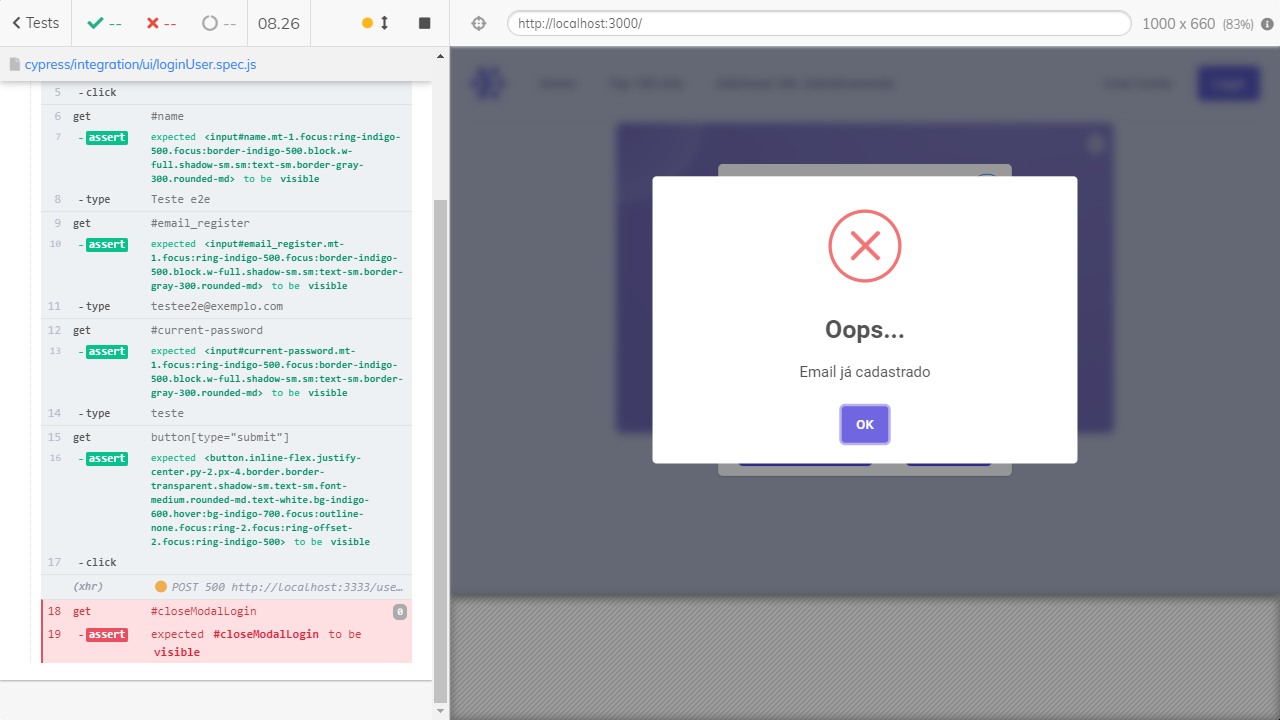 Tests
--
--
--
08.26
http://localhost:3000/
1000 x 660 (83%)
cypress/integration/ui/loginUser.spec.js
5 -click
6 get #name
7 -assert expected <input#name.mt-1.focus:ring-indigo-
500.focus:border-indigo-500.block.w-
full.shadow-sm.sm:text-sm.border-gray-
300.rounded-md> to be visible
8 -type Teste e2e
9 get #email_register
10 -assert expected <input#email_register.mt-
1.focus:ring-indigo-500.focus:border-indigo-
500.block.w-full.shadow-sm.sm:text-sm.border-
gray-300.rounded-md> to be visible
11 -type testee2e@exemplo.com
12 get #current-password
13 -assert expected <input#current-password.mt-
1.focus:ring-indigo-500.focus:border-indigo-
500.block.w-full.shadow-sm.sm:text-sm.border-
gray-300.rounded-md> to be visible
14 -type teste
15 get button[type="submit"]
16 -assert expected <button.inline-flex.justify-
center.py-2.px-4.border.border-
transparent.shadow-sm.text-sm.font-
medium.rounded-md.text-white.bg-indigo-
600.hover:bg-indigo-700.focus:outline-
none.focus:ring-2.focus:ring-offset-
2.focus:ring-indigo-500> to be visible
17 -click
(xhr) POST 500 http://localhost:3333/use…
18 get #closeModalLogin 0
19 -assert expected #closeModalLogin to be
visible
Oops...
Email já cadastrado
OK